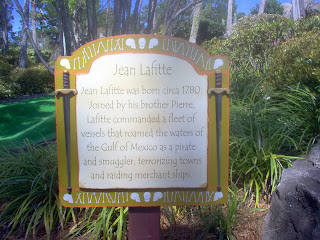 Jean Lafitte
Jean Lafitte was born circa 1780.
Joined by his brother Pierre,
Lafitte commanded a fleet of
vessels that roamed the waters of
the Gulf of Mexico as a pirate
and smuggler, terrorizing towns
and raiding merchant ships.